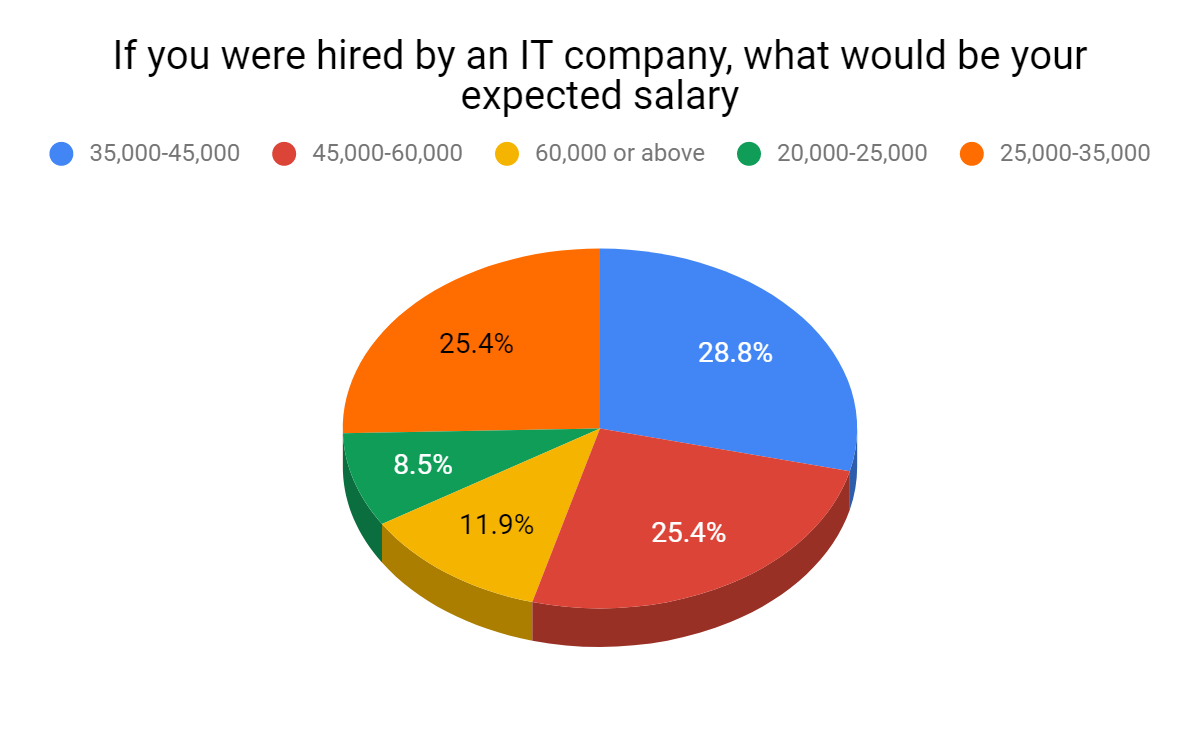 If you were hired by an IT company, what would be your
expected salary
35,000-45,000 45,000-60,000 60,000 or above 20,000-25,000 25,000-35,000
25.4%
28.8%
8.5%
11.9%
25.4%